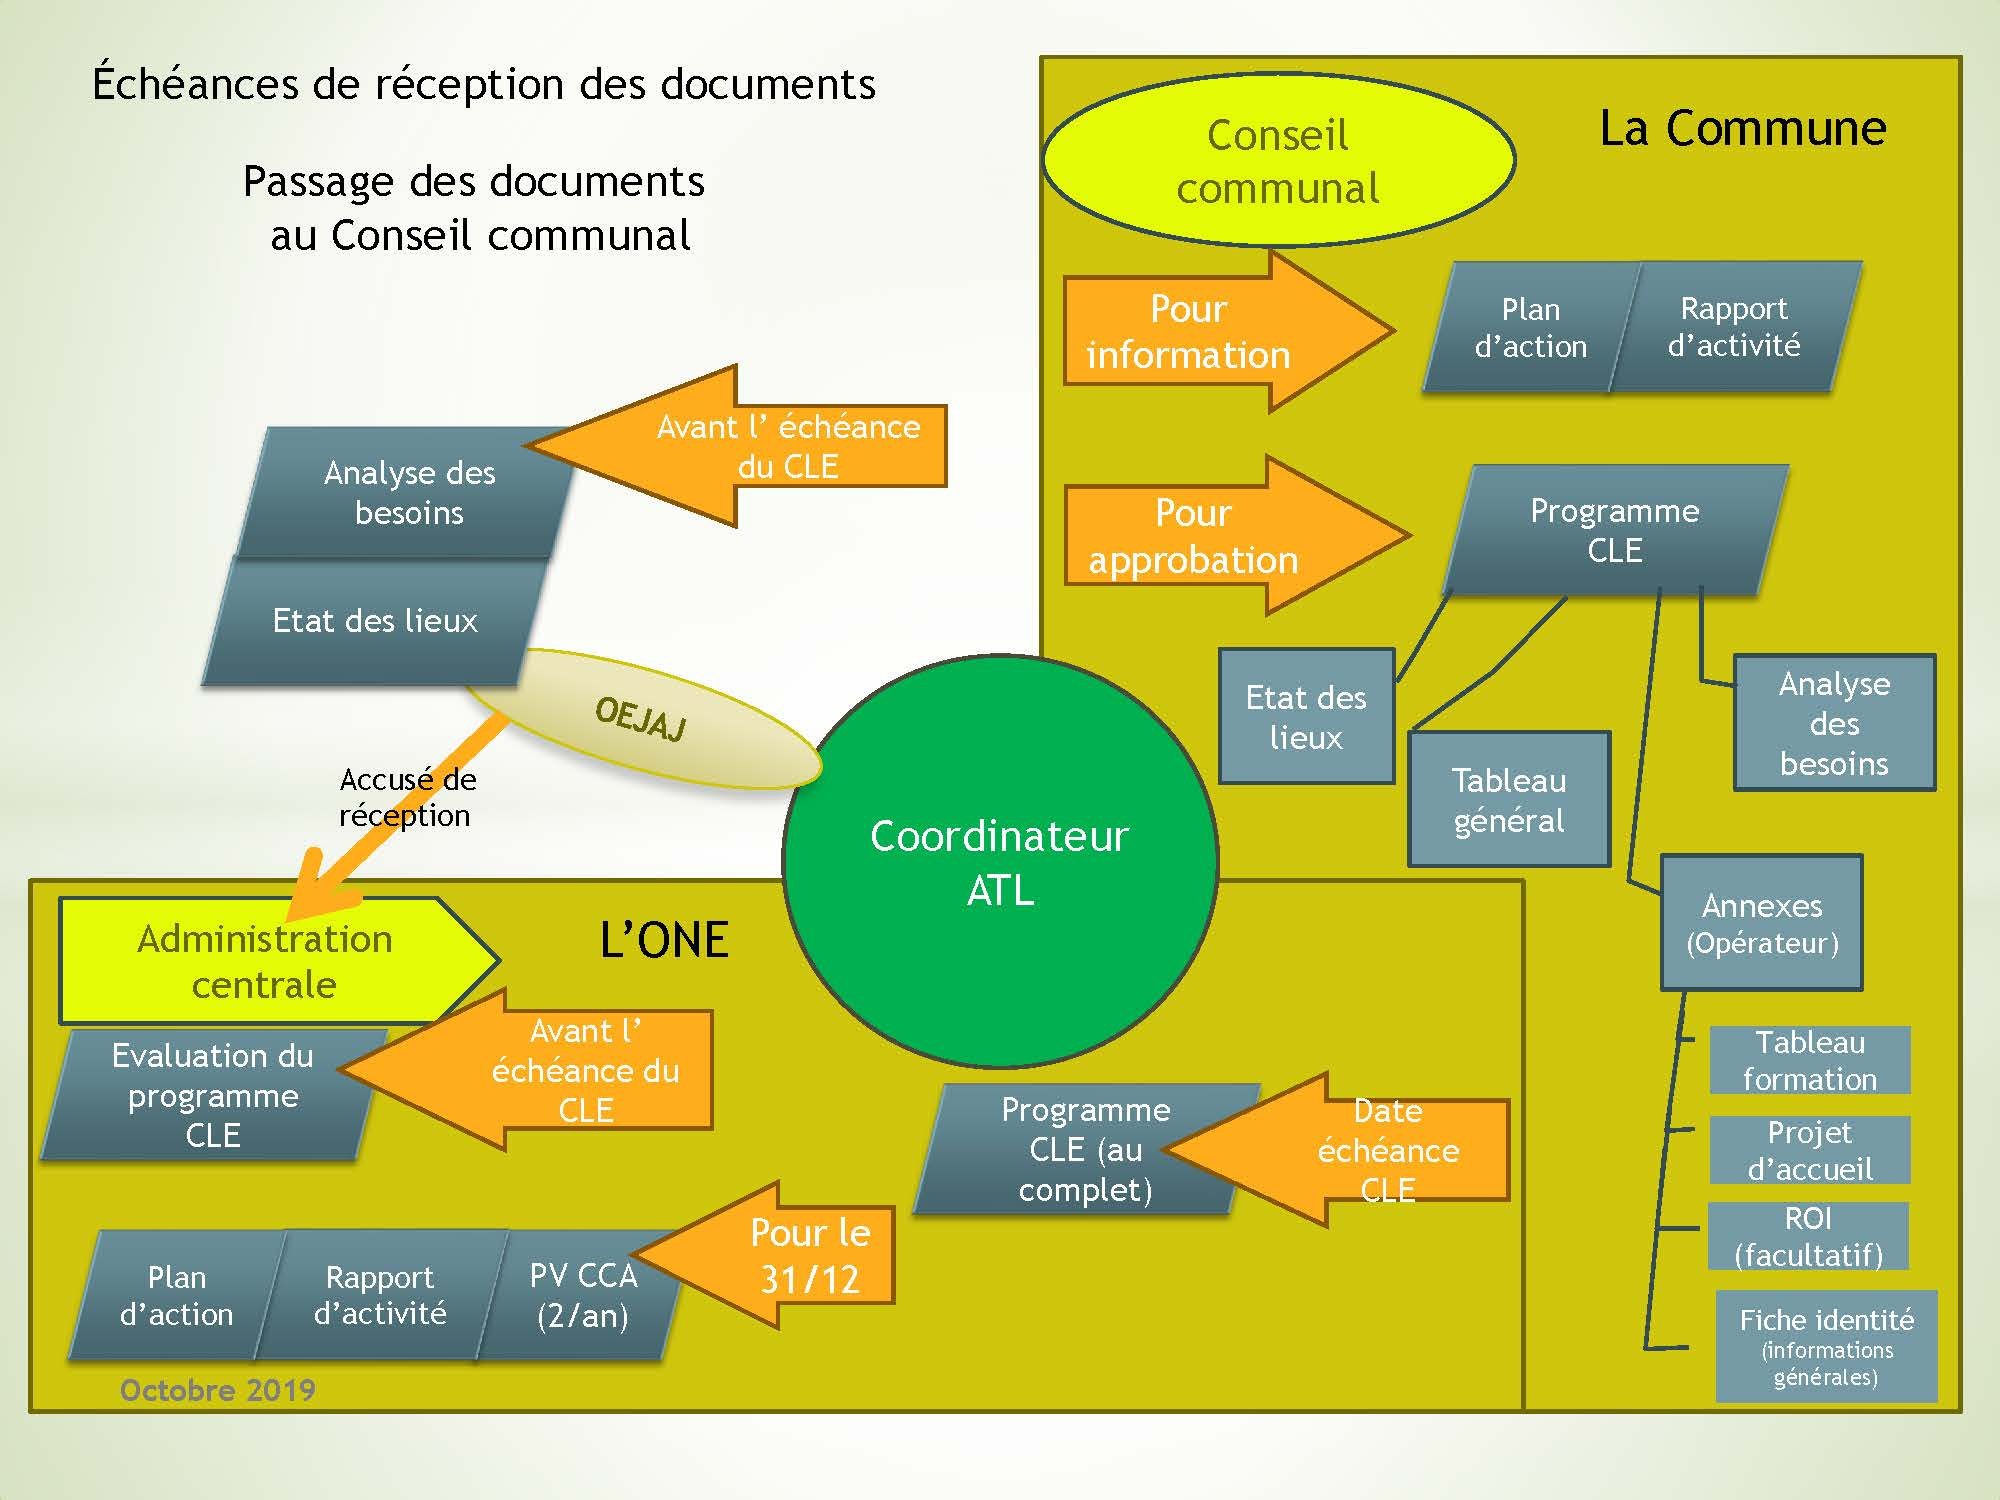 Échéances de réception des documents
Passage des documents
au Conseil communal
La Commune
Conseil
communal
Pour
information
Plan
d’action
Rapport
d’activité
Avant l’ échéance
du CLE
Analyse des
besoins
Etat des lieux
Pour
approbation
Programme
CLE
Etat des
lieux
Tableau
général
Analyse
des
besoins
Annexes
(Opérateur)
Tableau
formation
Projet
d’accueil
ROI
(facultatif)
Fiche identité
(informations
générales)
OEJAJ
Accusé de
réception
Coordinateur
ATL
L’ONE
Administration
centrale
Avant l’
échéance du
CLE
Evaluation du
programme
CLE
Programme
CLE (au
complet)
Date
échéance
CLE
Pour le
31/12
Plan
d’action
Rapport
d’activité
PV CCA
(2/an)
Octobre 2019